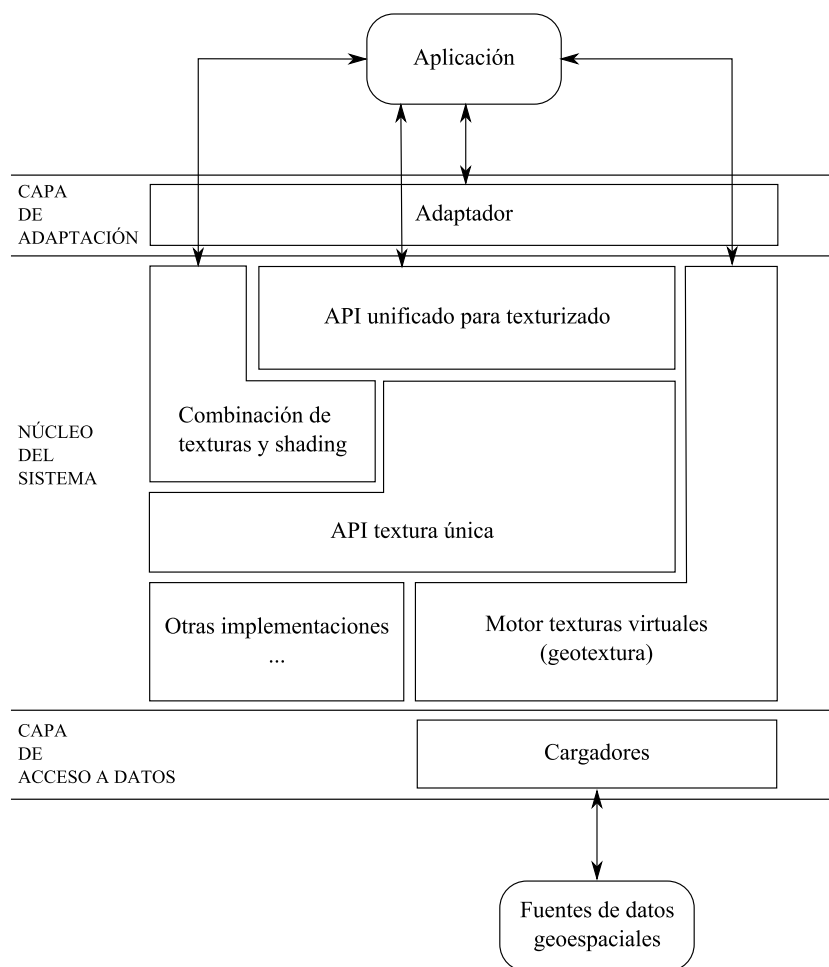 Aplicación
CAPA
DE
ADAPTACIÓN
Adaptador
API unificado para texturizado
Combinación de
texturas y shading
NÚCLEO
DEL
SISTEMA
API textura única
Otras implementaciones
...
Motor texturas virtuales
(geotextura)
CAPA
DE
ACCESO A DATOS
Cargadores
Fuentes de datos
geoespaciales